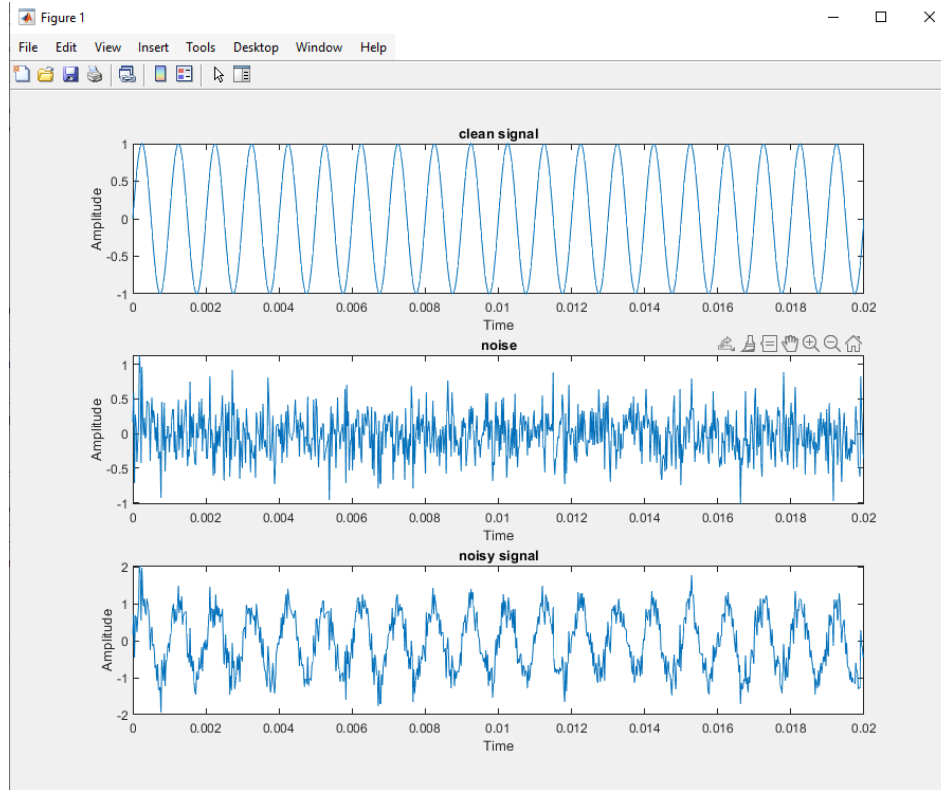 Figure 1
File Edit View Insert Tools Desktop Window Help
clean signal
1
0.5
0
-0.5
-1
Amplitude
0 0.002 0.004 0.006 0.008 0.01 0.012 0.014 0.016 0.018 0.02
Time
noise
1
0.5
0
-0.5
-1
Amplitude
0 0.002 0.004 0.006 0.008 0.01 0.012 0.014 0.016 0.018 0.02
Time
noisy signal
2
1
0
-1
-2
Amplitude
0 0.002 0.004 0.006 0.008 0.01 0.012 0.014 0.016 0.018 0.02
Time